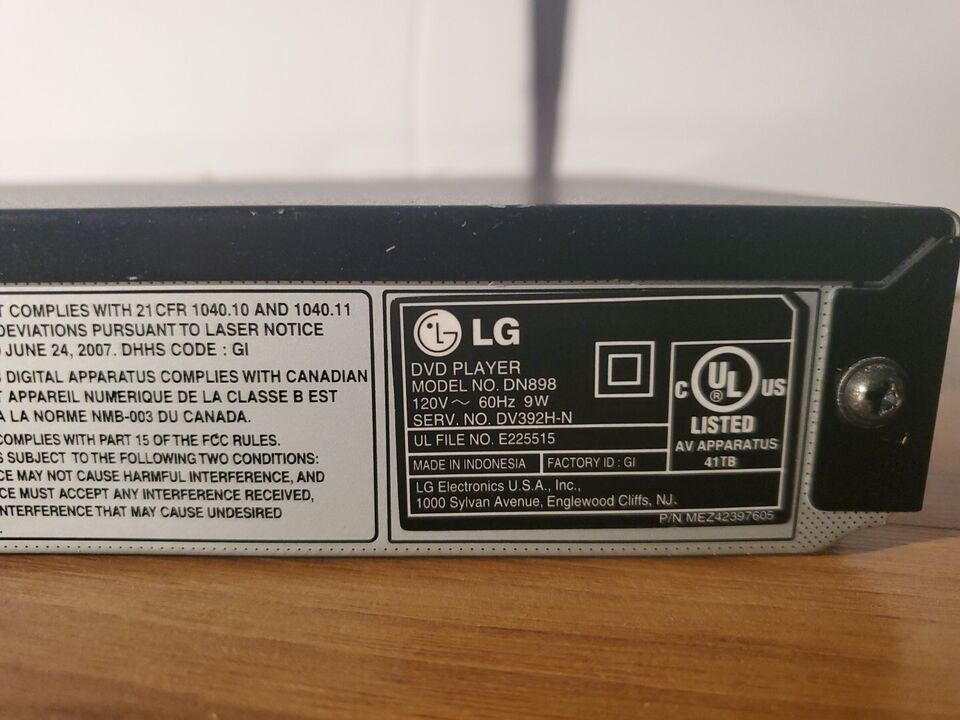 T COMPLIES WITH 21 CFR 1040.10 AND 1040.11
DEVIATIONS PURSUANT TO LASER NOTICE
JUNE 24, 2007. DHHS CODE : GI
DIGITAL APPARATUS COMPLIES WITH CANADIAN
T APPAREIL NUMERIQUE DE LA CLASSE B EST
A LA NORME NMB-003 DU CANADA.
COMPLIES WITH PART 15 OF THE FCC RULES.
S SUBJECT TO THE FOLLOWING TWO CONDITIONS:
CE MAY NOT CAUSE HARMFUL INTERFERENCE, AND
CE MUST ACCEPT ANY INTERFERENCE RECEIVED,
NTERFERENCE THAT MAY CAUSE UNDESIRED
LG
DVD PLAYER
MODEL NO. DN898
120V ~ 60Hz 9W
SERV. NO. DV392H-N
UL FILE NO. E225515
MADE IN INDONESIA
FACTORY ID : GI
C UL ® US
LISTED
AV APPARATUS
41TB
LG Electronics U.S.A., Inc.,
1000 Sylvan Avenue, Englewood Cliffs, NJ.
P/N MEZ42397605